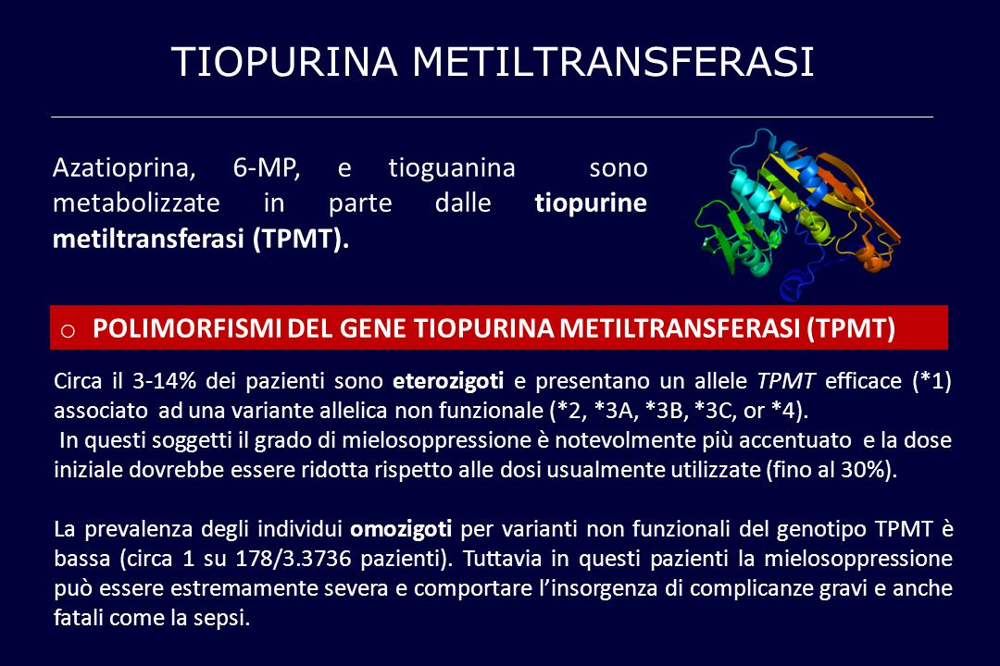 TIOPURINA METILTRANSFERASI
Azatioprina, 6-MP, e tioguanina sono
metabolizzate in parte dalle tiopurine
metiltransferasi (TPMT).
o POLIMORFISMI DEL GENE TIOPURINA METILTRANSFERASI (TPMT)
Circa il 3-14% dei pazienti sono eterozigoti e presentano un allele TPMT efficace (*1)
associato ad una variante allelica non funzionale (*2, *3A, *3B, *3C, or *4).
In questi soggetti il grado di mielosoppressione è notevolmente più accentuato e la dose
iniziale dovrebbe essere ridotta rispetto alle dosi usualmente utilizzate (fino al 30%).
La prevalenza degli individui omozigoti per varianti non funzionali del genotipo TPMT è
bassa (circa 1 su 178/3.3736 pazienti). Tuttavia in questi pazienti la mielosoppressione
può essere estremamente severa e comportare l’insorgenza di complicanze gravi e anche
fatali come la sepsi.